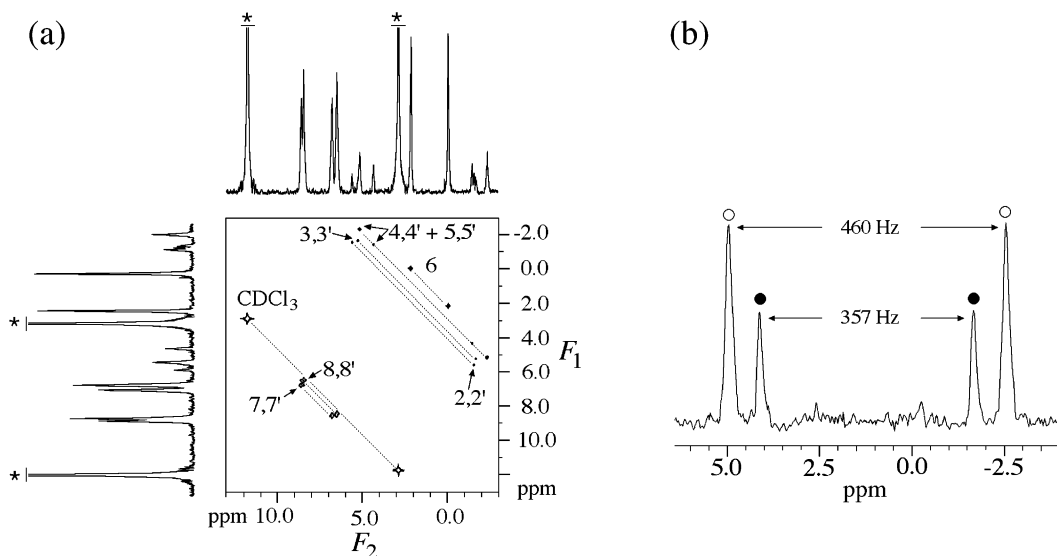 (a)
(b)
*
*
3,3'
4,4' + 5,5'
6
CDCl3
8,8'
7,7'
2,2'
*
*
-2.0
0.0
2.0
4.0
F1
6.0
8.0
10.0
ppm
ppm 10.0 5.0 0.0
F2
460 Hz
357 Hz
5.0 2.5 0.0 -2.5
ppm